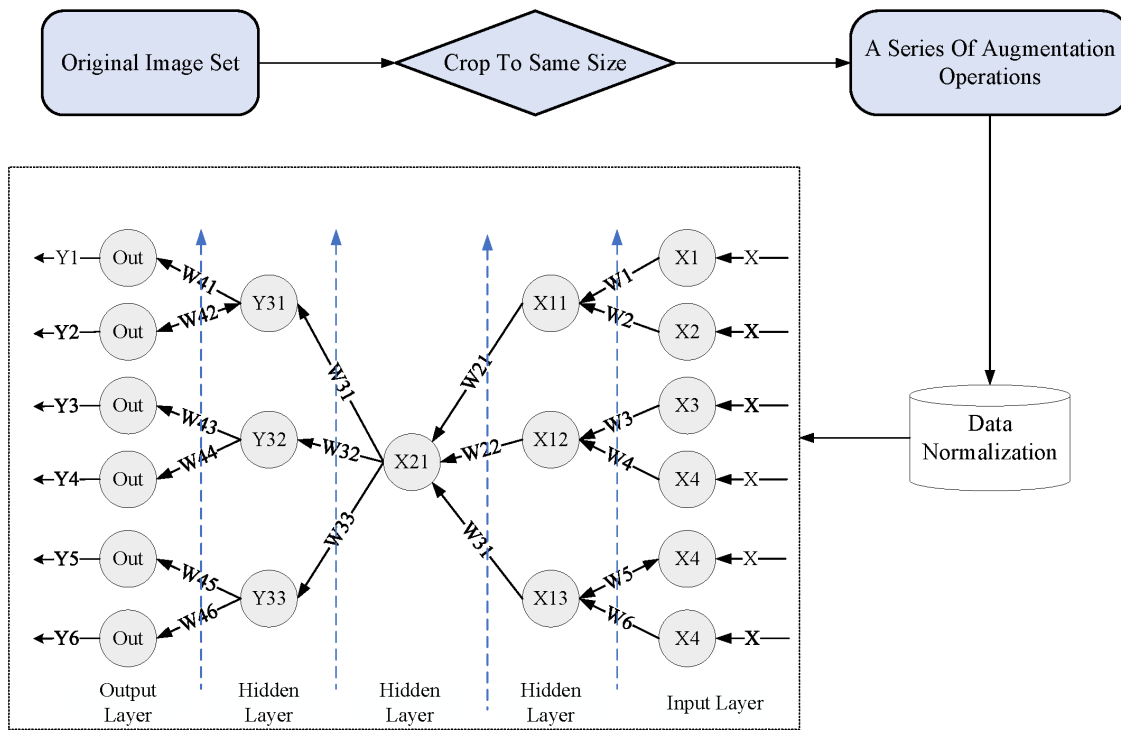 Original Image Set
Crop To Same Size
A Series Of Augmentation
Operations
Y1
Out
W41
X1
X
W1
Y31
X11
W42
W2
Y2
Out
X2
X
W31
W21
Y3
Out
W43
X3
X
W3
Y32
W32
X21
W22
X12
W44
W4
Y4
Out
X4
X
Data
Normalization
W33
W31
Y5
Out
W45
W5
X4
X
Y33
X13
W46
W6
Y6
Out
X4
X
Output
Layer
Hidden
Layer
Hidden
Layer
Hidden
Layer
Input Layer